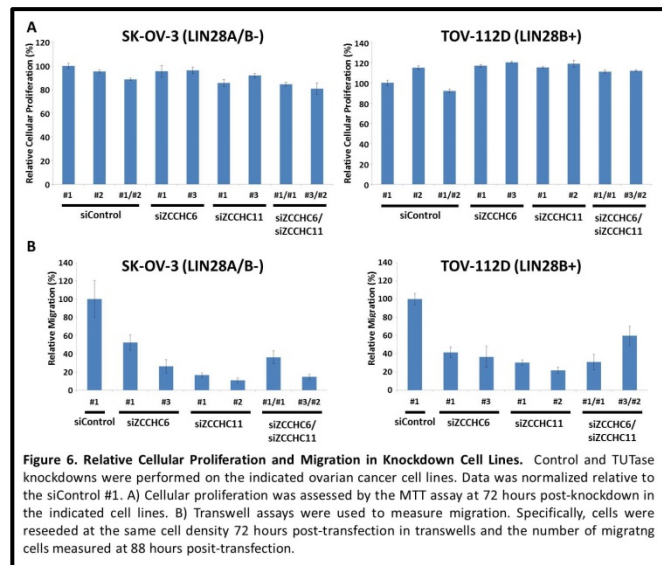 A
SK-OV-3 (LIN28A/B-)
TOV-112D (LIN28B+)
Relative Cellular Proliferation (%)
120
100
80
60
40
20
0
#1 #2 #1/#2 #1 #3 #1 #3 #1/#1 #3/#2
siControl siZCCHC6 siZCCHC11 siZCCHC6/
siZCCHC11
Relative Cellular Proliferation (%)
140
120
100
80
60
40
20
0
#1 #2 #1/#2 #1 #3 #1 #2 #1/#1 #3/#2
siControl siZCCHC6 siZCCHC11 siZCCHC6/
siZCCHC11
B
SK-OV-3 (LIN28A/B-)
TOV-112D (LIN28B+)
Relative Migration (%)
140
120
100
80
60
40
20
0
#1 #1 #3 #1 #2 #1/#1 #3/#2
siControl siZCCHC6 siZCCHC11 siZCCHC6/
siZCCHC11
Relative Migration (%)
140
120
100
80
60
40
20
0
#1 #1 #3 #1 #2 #1/#1 #3/#2
siControl siZCCHC6 siZCCHC11 siZCCHC6/
siZCCHC11
Figure 6. Relative Cellular Proliferation and Migration in Knockdown Cell Lines. Control and TUTase
knockdowns were performed on the indicated ovarian cancer cell lines. Data was normalized relative to
the siControl #1. A) Cellular proliferation was assessed by the MTT assay at 72 hours post-knockdown in
the indicated cell lines. B) Transwell assays were used to measure migration. Specifically, cells were
reseeded at the same cell density 72 hours post-transfection in transwells and the number of migratng
cells measured at 88 hours posit-transfection.